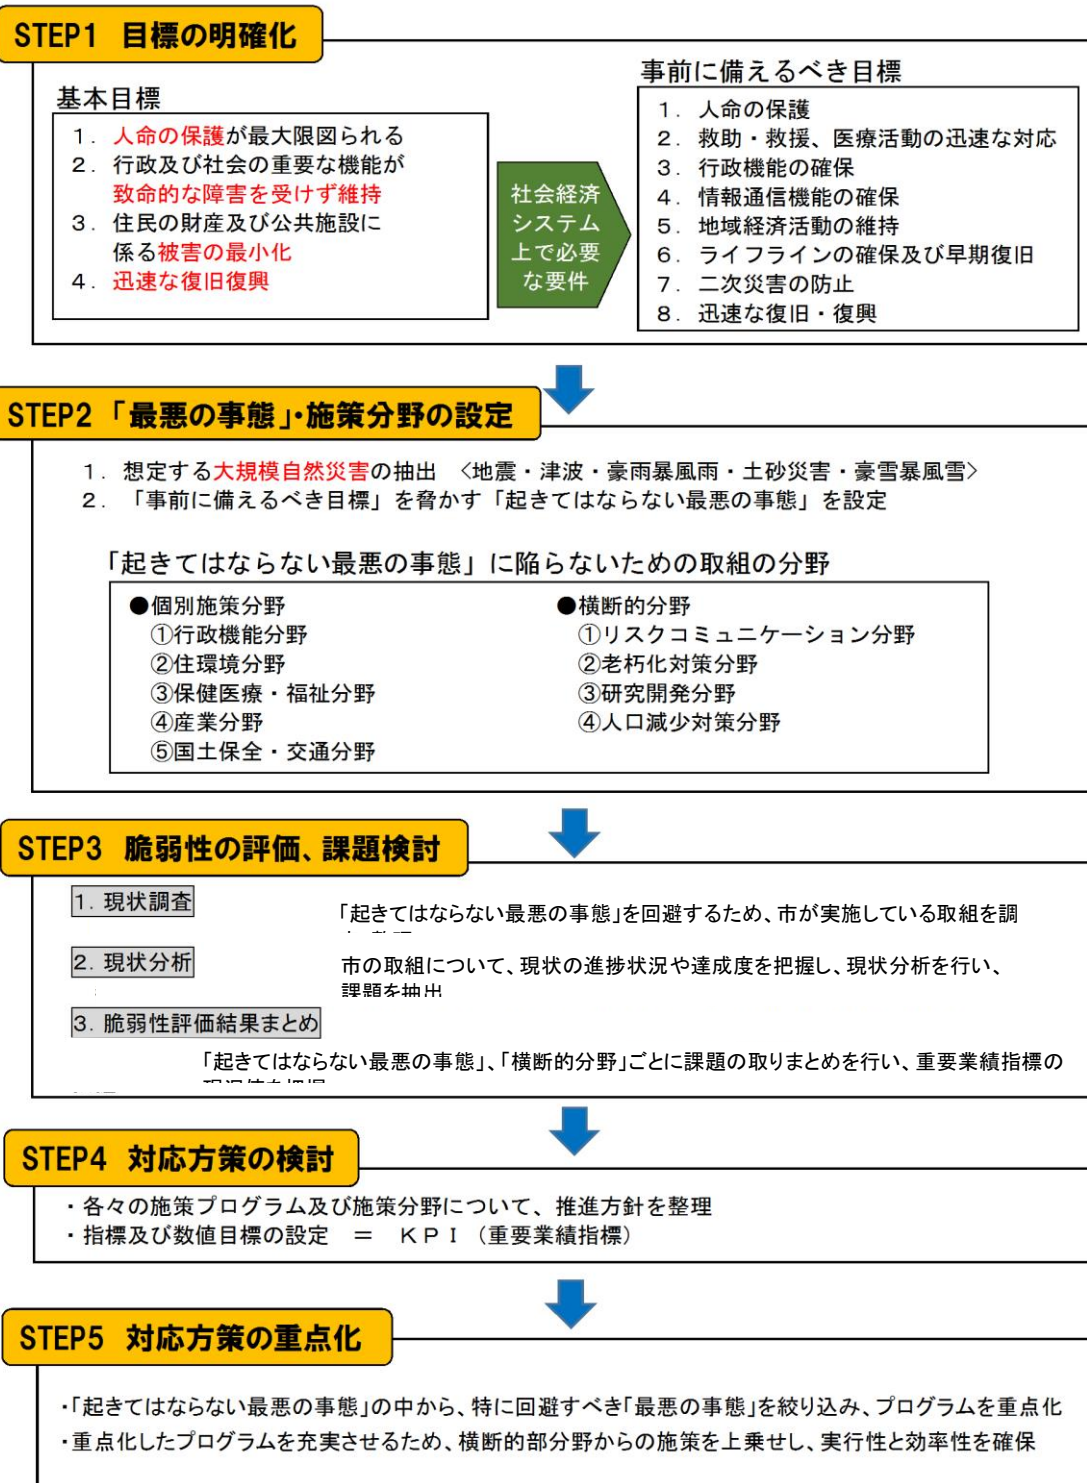 STEP1 目標の明確化
基本目標
1. 人命の保護が最大限図られる
2. 行政及び社会の重要な機能が
致命的な障害を受けず維持
3. 住民の財産及び公共施設に
係る被害の最小化
4. 迅速な復旧復興
社会経済
システム
上で必要
な要件
事前に備えるべき目標
1. 人命の保護
2. 救助・救援、医療活動の迅速な対応
3. 行政機能の確保
4. 情報通信機能の確保
5. 地域経済活動の維持
6. ライフラインの確保及び早期復旧
7. 二次災害の防止
8. 迅速な復旧・復興
STEP2 「最悪の事態」・施策分野の設定
1. 想定する大規模自然災害の抽出 〈地震・津波・豪雨暴風雨・土砂災害・豪雪暴風雪〉
2. 「事前に備えるべき目標」を脅かす「起きてはならない最悪の事態」を設定
「起きてはならない最悪の事態」に陥らないための取組の分野
●個別施策分野
①行政機能分野
②住環境分野
③保健医療・福祉分野
④産業分野
⑤国土保全・交通分野
●横断的分野
①リスクコミュニケーション分野
②老朽化対策分野
③研究開発分野
④人口減少対策分野
STEP3 脆弱性の評価、課題検討
1. 現状調査
「起きてはならない最悪の事態」を回避するため、市が実施している取組を調
2. 現状分析
市の取組について、現状の進捗状況や達成度を把握し、現状分析を行い、
課題を抽出
3. 脆弱性評価結果まとめ
「起きてはならない最悪の事態」、「横断的分野」ごとに課題の取りまとめを行い、重要業績指標の
STEP4 対応方策の検討
・各々の施策プログラム及び施策分野について、推進方針を整理
・指標及び数値目標の設定 = KPI（重要業績指標）
STEP5 対応方策の重点化
・「起きてはならない最悪の事態」の中から、特に回避すべき「最悪の事態」を絞り込み、プログラムを重点化
・重点化したプログラムを充実させるため、横断的部分野からの施策を上乗せし、実行性と効率性を確保